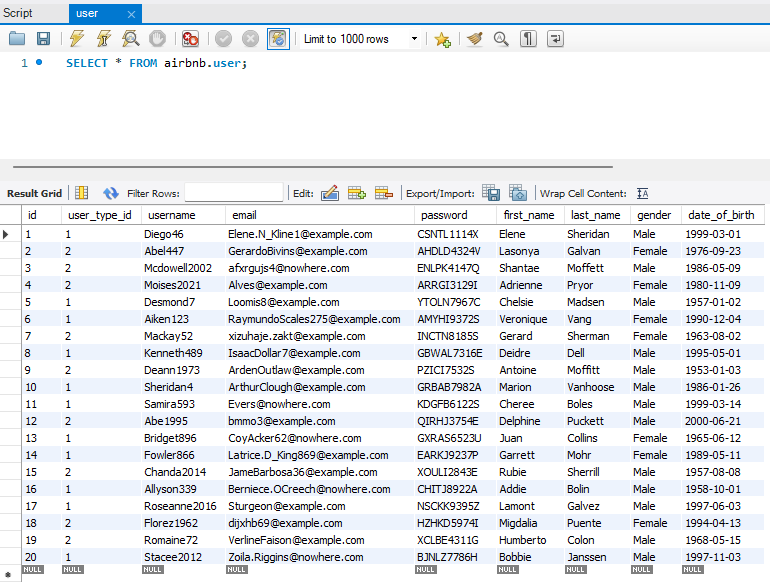 Script user
Limit to 1000 rows
1 SELECT * FROM airbnb.user;
Result Grid Filter Rows: Edit: Export/Import: Wrap Cell Content:
id user_type_id username email password first_name last_name gender date_of_birth
1 1 Diego46 Elene.N_Kline1@example.com CSNTL1114X Elene Sheridan Male 1999-03-01
2 2 Abel447 GerardoBivins@example.com AHDLD4324V Lasonya Galvan Female 1976-09-23
3 2 Mcdowell2002 afxrgujs4@nowhere.com ENLPK4147Q Shantae Moffett Male 1986-05-09
4 2 Moises2021 Alves@example.com ARRGI3129I Adrienne Pryor Female 1980-11-09
5 1 Desmond7 Loomis8@example.com YTOLN7967C Chelsie Madsen Male 1957-01-02
6 1 Aiken123 RaymundoScales275@example.com AMYHI9372S Veronique Vang Female 1990-12-04
7 2 Mackay52 xizuhaje.zakt@example.com INCTN8185S Gerard Sherman Female 1963-08-02
8 1 Kenneth489 IsaacDollar7@example.com GBWAL7316E Deidre Dell Male 1995-05-01
9 2 Deann1973 ArdenOutlaw@example.com PZICI7532S Antoine Moffitt Male 1953-01-03
10 1 Sheridan4 ArthurClough@example.com GRBAB7982A Marion Vanhoose Male 1986-01-26
11 1 Samira593 Evers@nowhere.com KDGFB6122S Cheree Boles Male 1999-03-14
12 2 Abe1995 bmmo3@example.com QIRHJ3754E Delphine Puckett Male 2000-06-21
13 1 Bridget896 CoyAcker62@nowhere.com GXRAS6523U Juan Collins Female 1965-06-12
14 1 Fowler866 Latrice.D_King869@example.com EARKJ9237P Garrett Mohr Female 1989-05-11
15 2 Chanda2014 JameBarbosa36@example.com XOULI2843E Rubie Sherrill Male 1957-08-08
16 1 Allyson339 Berniece.OCreech@nowhere.com CHITJ8922A Addie Bolin Male 1958-10-01
17 1 Roseanne2016 Sturgeon@example.com NSCKK9395Z Lamont Galvez Male 1997-06-03
18 2 Florez1962 dijxhb69@example.com HZHKD5974I Migdalia Puente Female 1994-04-13
19 2 Romaine72 VerlineFaison@example.com XCLBE4311G Humberto Colon Male 1968-05-15
20 1 Stacee2012 Zoila.Riggins@nowhere.com BJNLZ7786H Bobbie Janssen Male 1997-11-03
NULL NULL NULL NULL NULL NULL NULL NULL NULL